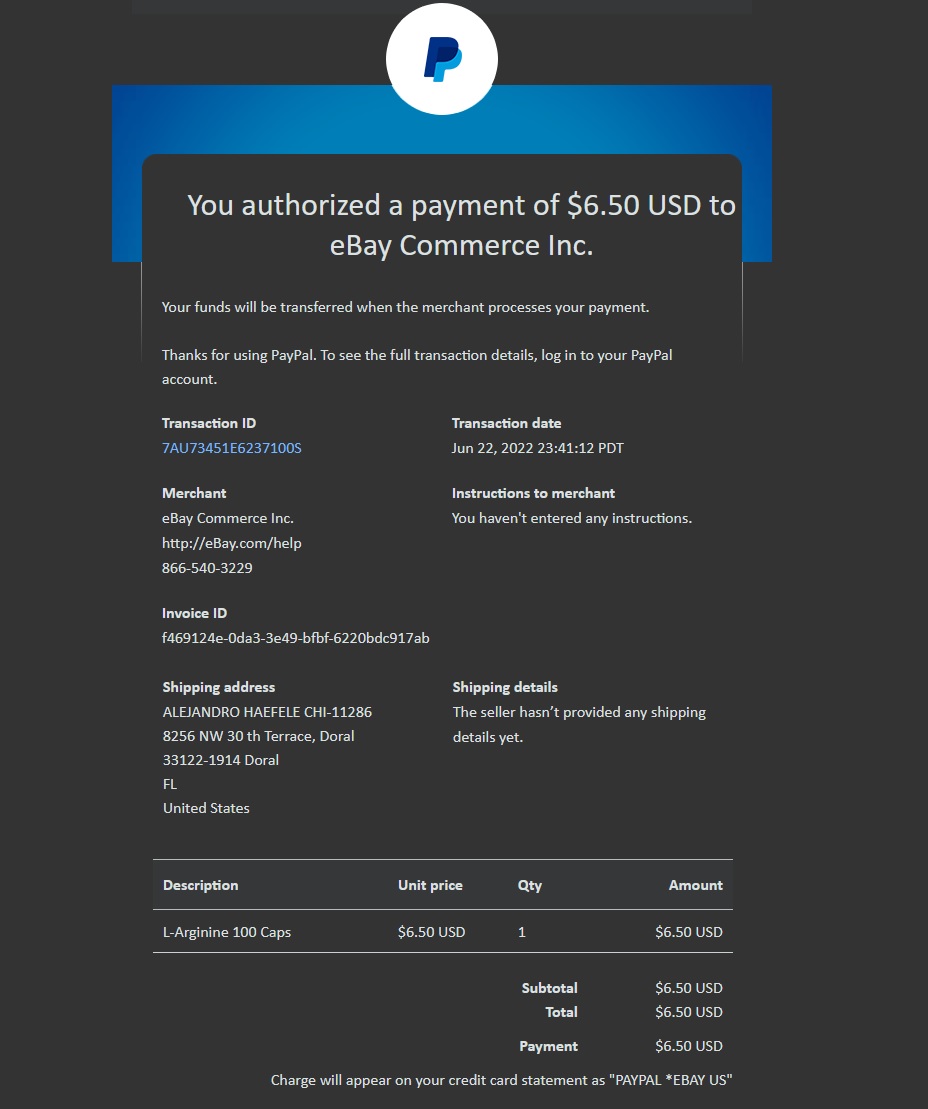 You authorized a payment of $6.50 USD to
eBay Commerce Inc.
Your funds will be transferred when the merchant processes your payment.
Thanks for using PayPal. To see the full transaction details, log in to your PayPal
account.
Transaction ID
7AU73451E6237100S
Transaction date
Jun 22, 2022 23:41:12 PDT
Merchant
eBay Commerce Inc.
http://eBay.com/help
866-540-3229
Instructions to merchant
You haven't entered any instructions.
Invoice ID
f469124e-0da3-3e49-bfbf-6220bdc917ab
Shipping address
ALEJANDRO HAEFELE CHI-11286
8256 NW 30 th Terrace, Doral
33122-1914 Doral
FL
United States
Shipping details
The seller hasn’t provided any shipping
details yet.
Description Unit price Qty Amount
L-Arginine 100 Caps $6.50 USD 1 $6.50 USD
Subtotal $6.50 USD
Total $6.50 USD
Payment $6.50 USD
Charge will appear on your credit card statement as "PAYPAL *EBAY US"